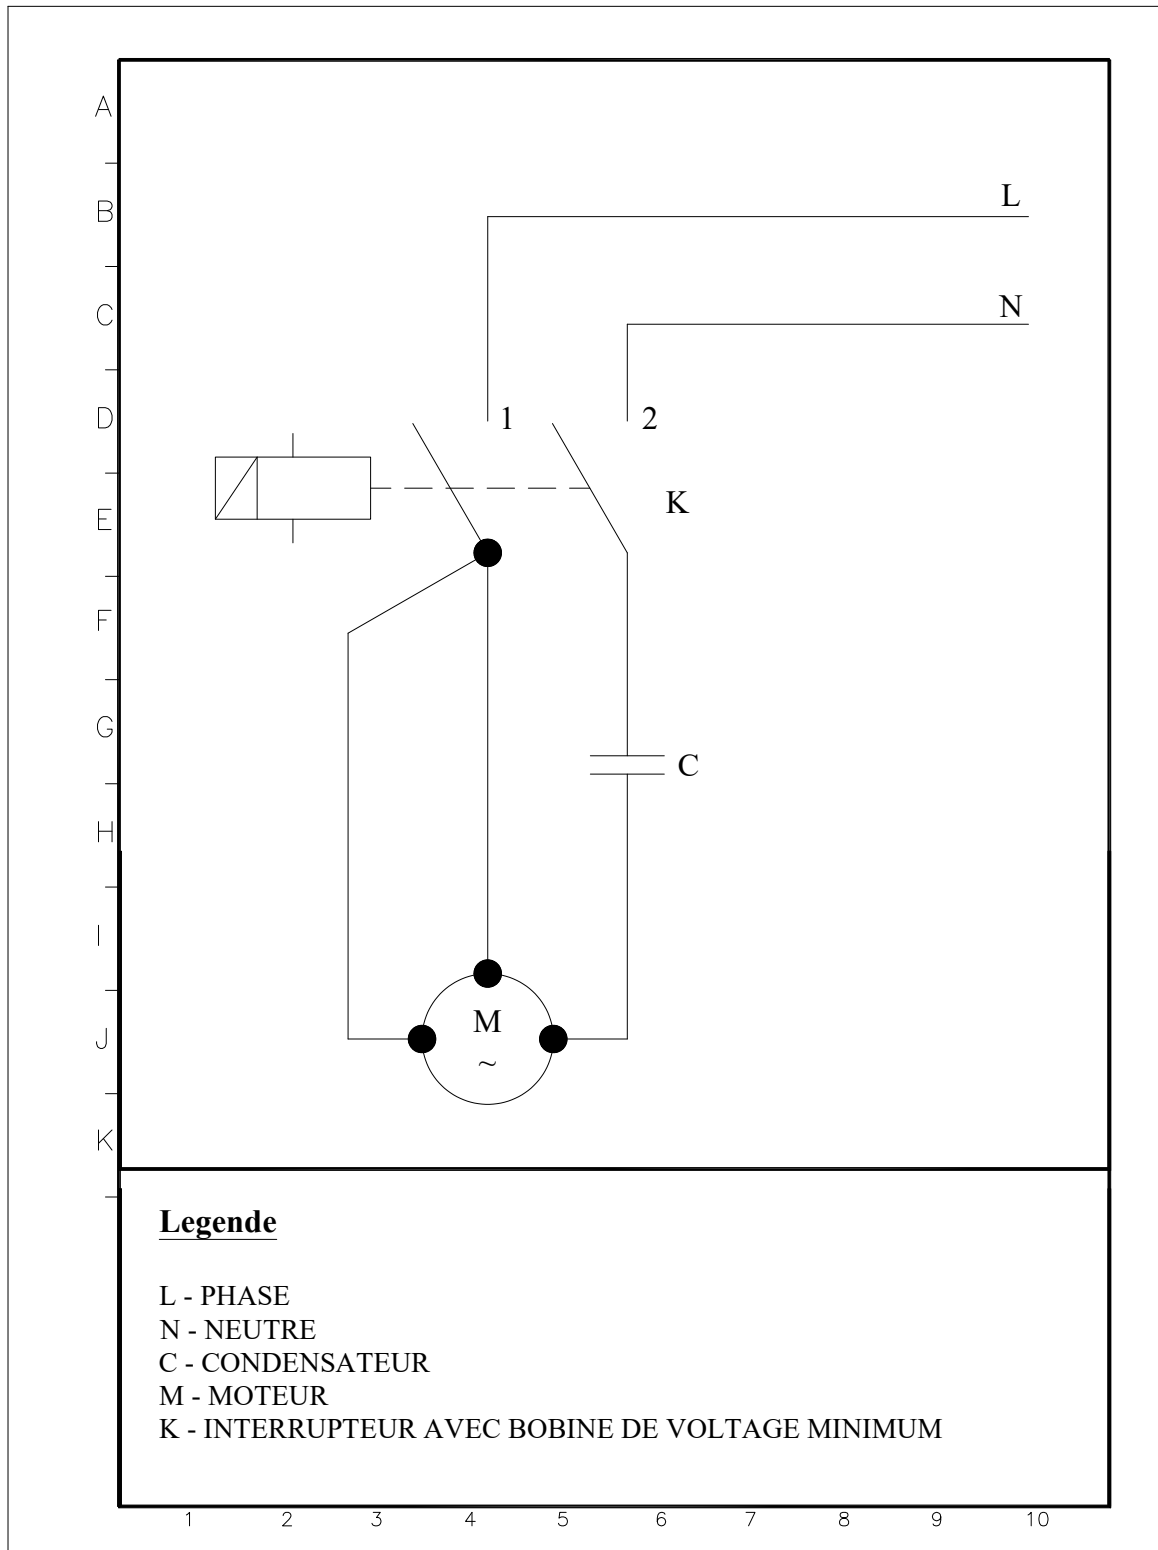 A
B
L
C
N
D
1
2
E
K
F
G
C
H
I
J
M
~
K
Legende
L - PHASE
N - NEUTRE
C - CONDENSATEUR
M - MOTEUR
K - INTERRUPTEUR AVEC BOBINE DE VOLTAGE MINIMUM
1 2 3 4 5 6 7 8 9 10